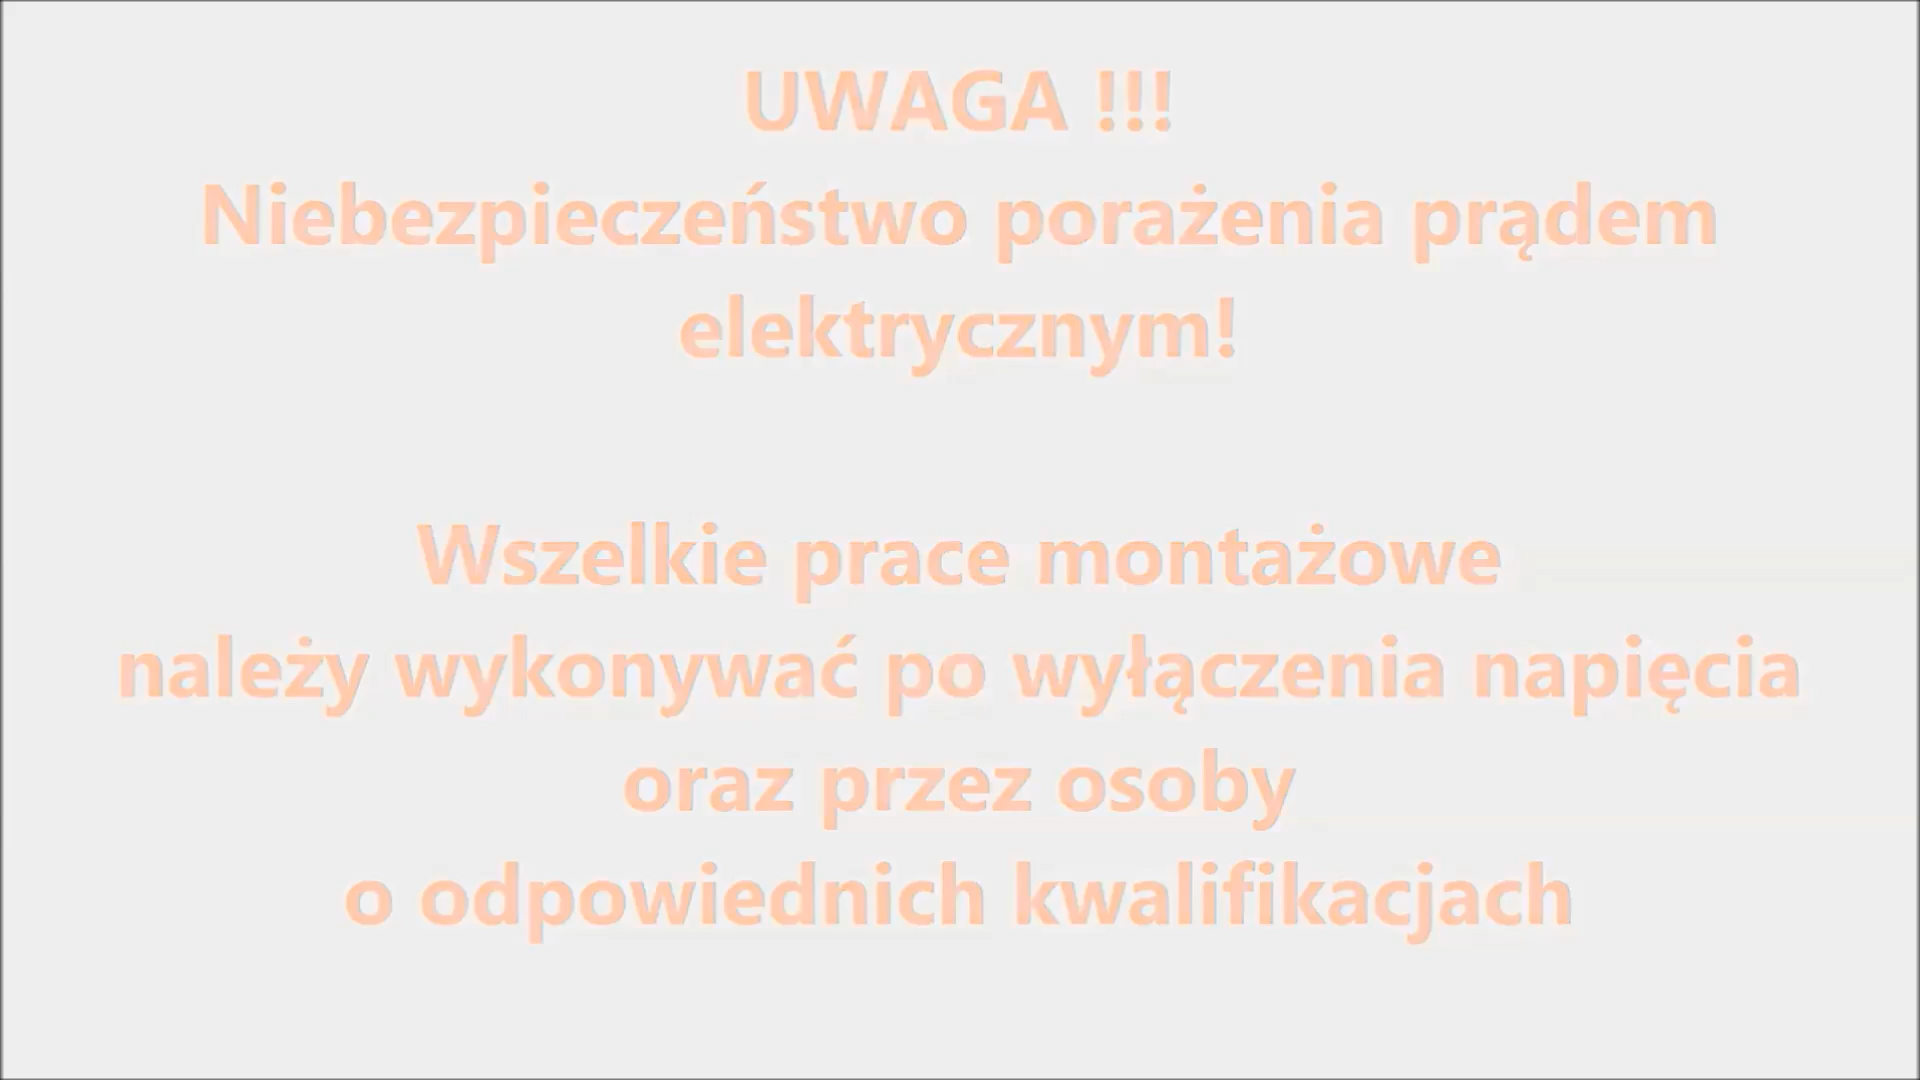 UWAGA !!!
Niebezpieczeństwo porażenia prądem
elektrycznym!
Wszelkie prace montażowe
należy wykonywać po wyłączenia napięcia
oraz przez osoby
o odpowiednich kwalifikacjach